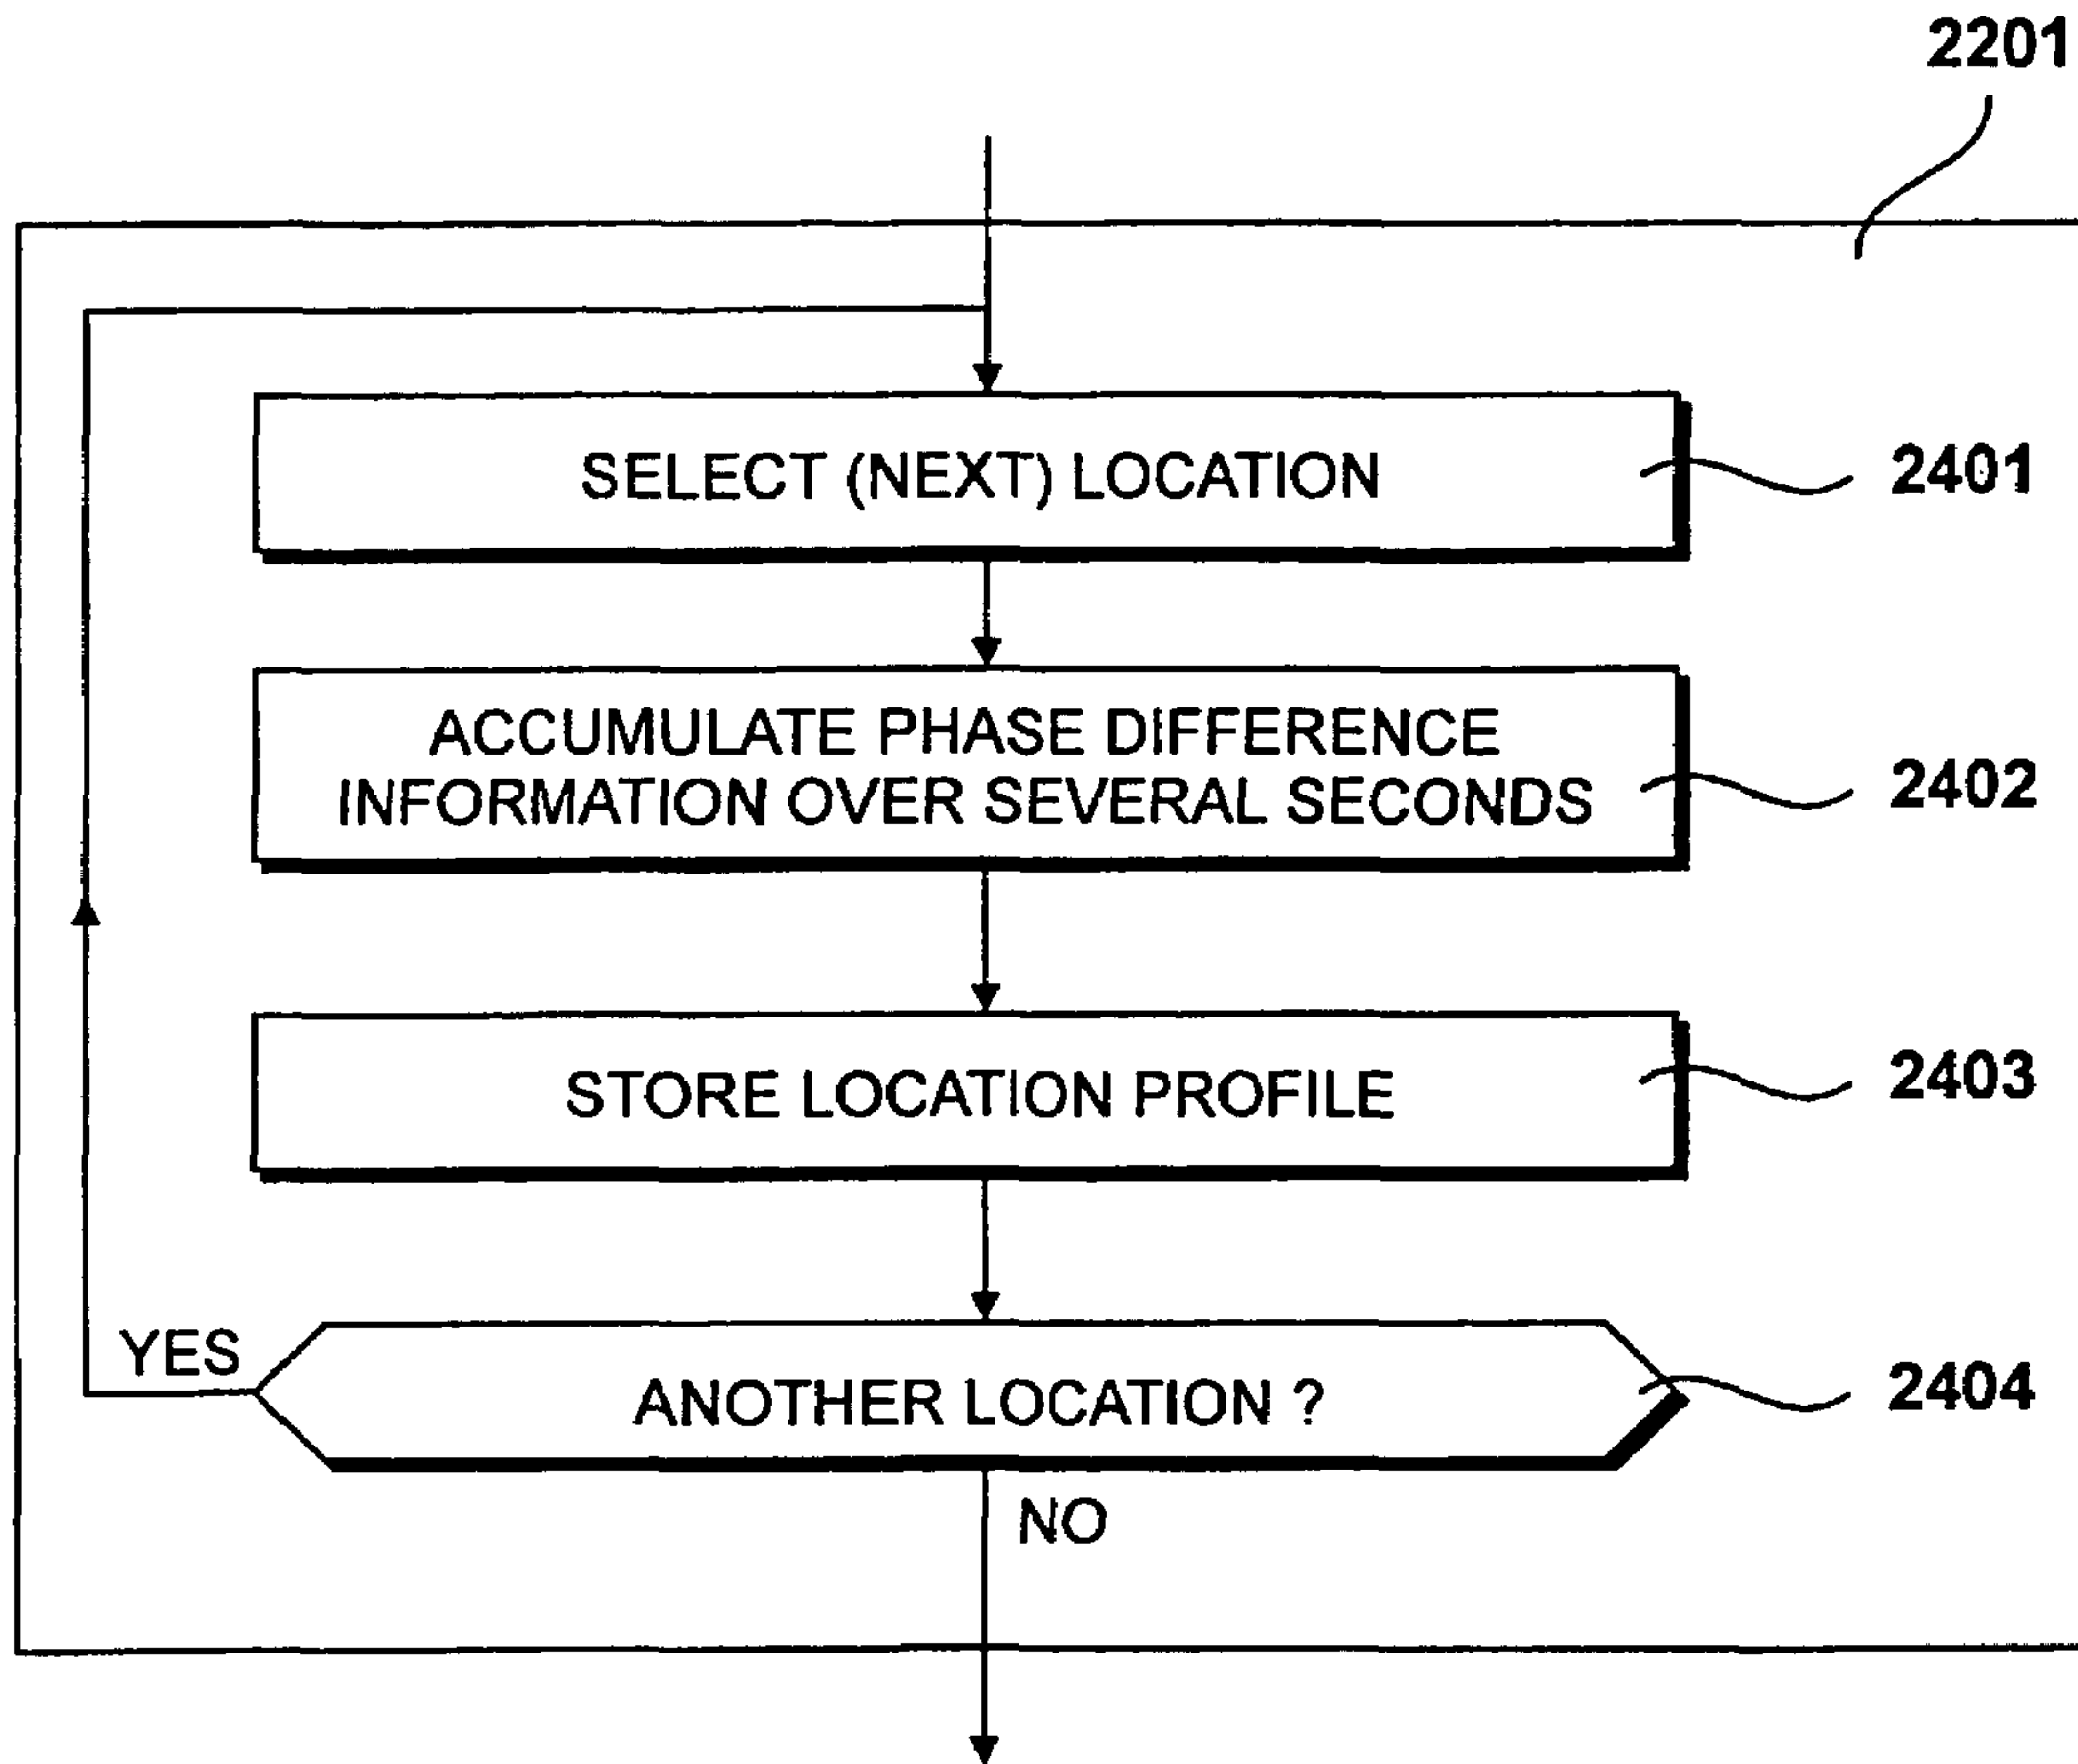 2201
SELECT (NEXT) LOCATION
2401
ACCUMULATE PHASE DIFFERENCE
INFORMATION OVER SEVERAL SECONDS
2402
STORE LOCATION PROFILE
2403
YES
ANOTHER LOCATION ?
2404
NO